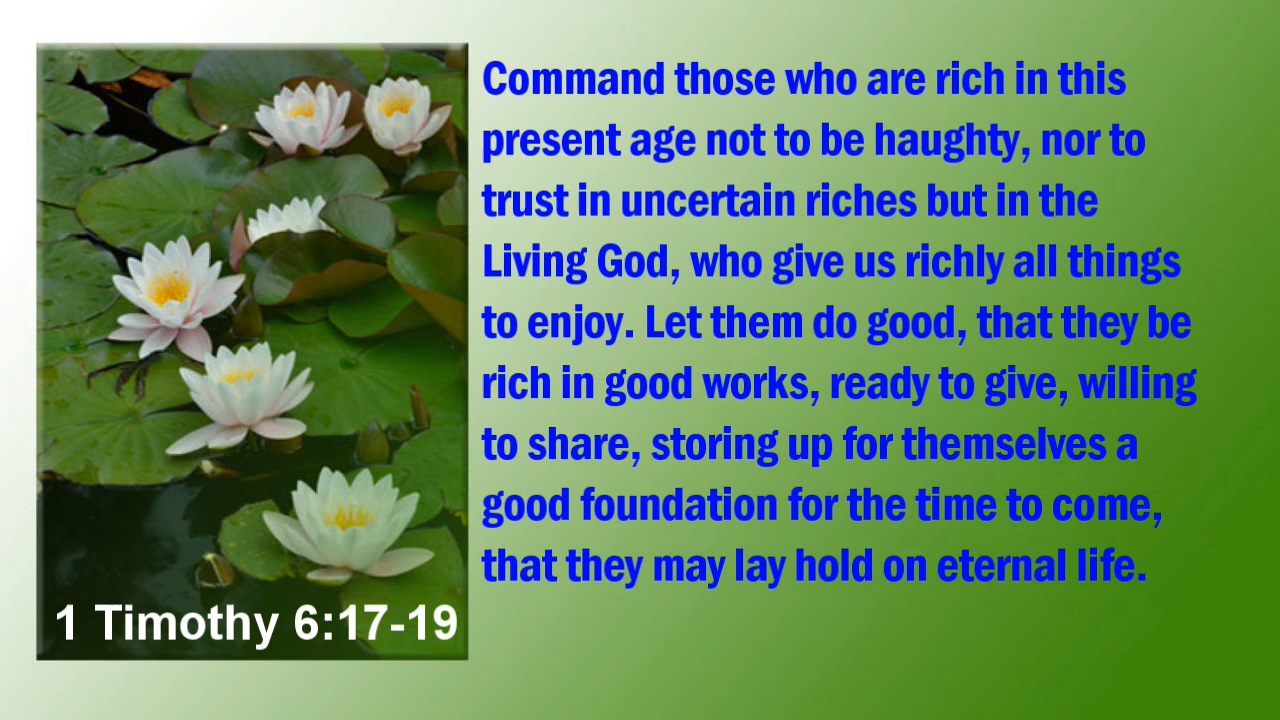 Command those who are rich in this
present age not to be haughty, nor to
trust in uncertain riches but in the
Living God, who give us richly all things
to enjoy. Let them do good, that they be
rich in good works, ready to give, willing
to share, storing up for themselves a
good foundation for the time to come,
that they may lay hold on eternal life.
1 Timothy 6:17-19